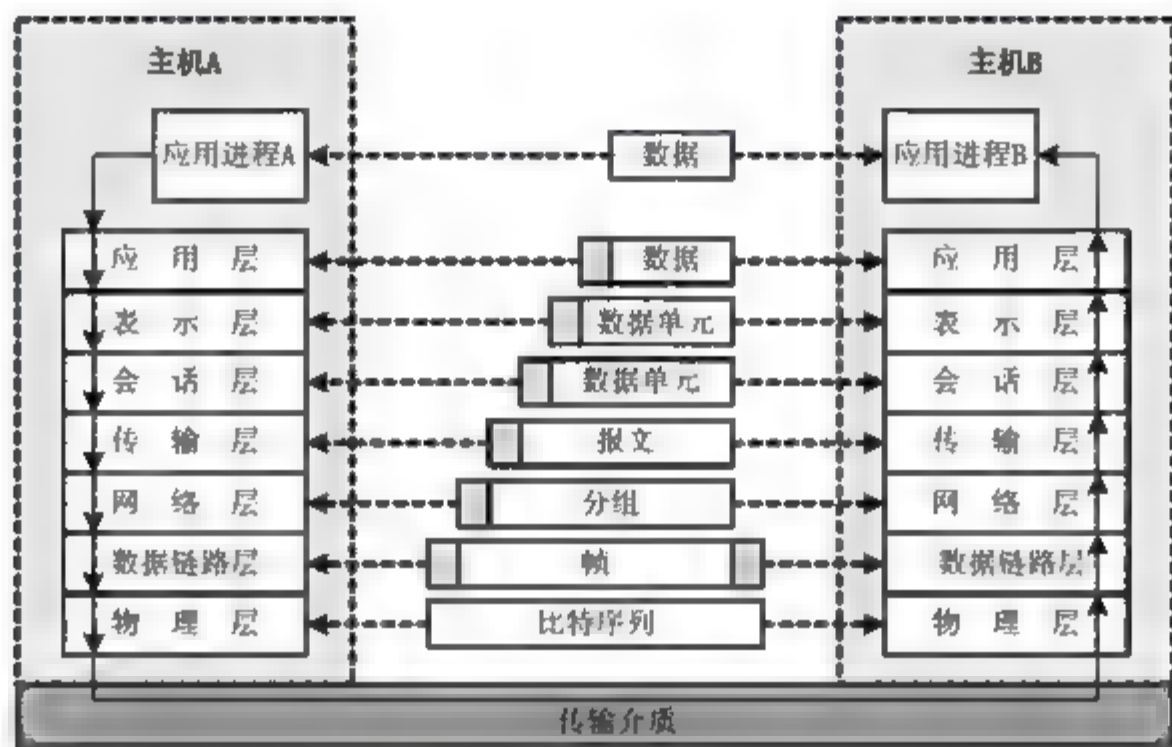 主机A 主机B
应用进程A 数据 应用进程B
应用层 数据 应用层
表示层 数据单元 表示层
会话层 数据单元 会话层
传输层 报文 传输层
网络层 分组 网络层
数据链路层 帧 数据链路层
物理层 比特序列 物理层
传输介质